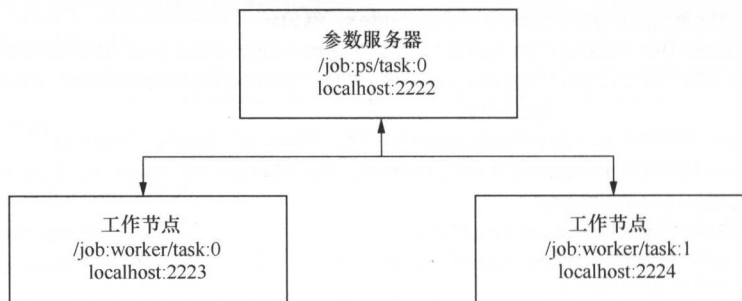 参数服务器
/job:ps/task:0
localhost:2222
工作节点
/job:worker/task:0
localhost:2223
工作节点
/job:worker/task:1
localhost:2224